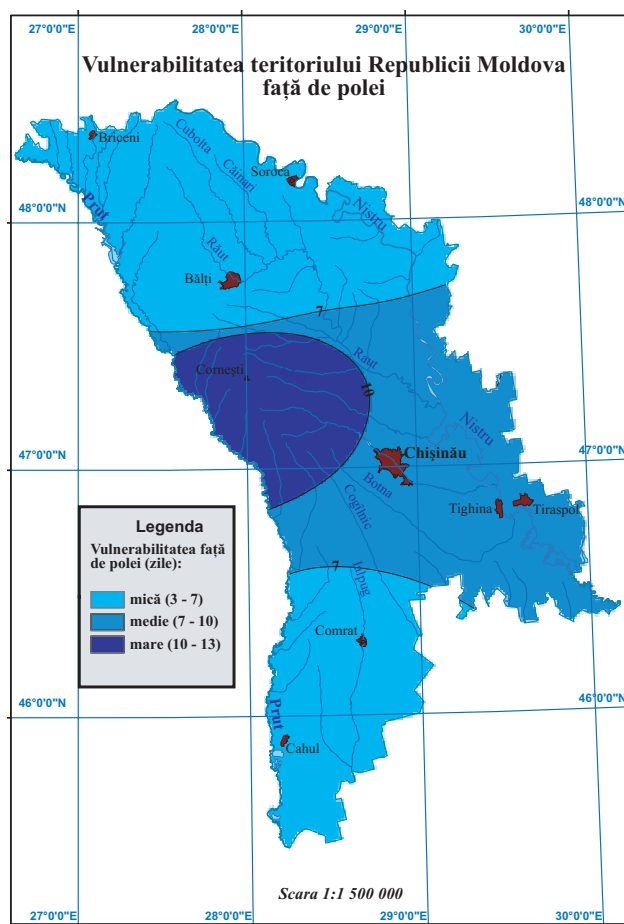 27°0'0"E 28°0'0"E 29°0'0"E 30°0'0"E
Vulnerabilitatea teritoriului Republicii Moldova
față de polei
Briceni
Cubolta
Căinari
Soroca
Prut
Nistru
48°0'0"N 48°0'0"N
Răut
Bălți
7
Raut
Cornești
10
Nistru
Chișinău
47°0'0"N 47°0'0"N
Botna
Cogîlnic
Tighina
Tiraspol
Legenda
Vulnerabilitatea față
de polei (zile):
mică (3 - 7)
medie (7 - 10)
mare (10 - 13)
7
Ialpug
Comrat
46°0'0"N 46°0'0"N
Prut
Cahul
Scara 1:1 500 000
27°0'0"E 28°0'0"E 29°0'0"E 30°0'0"E